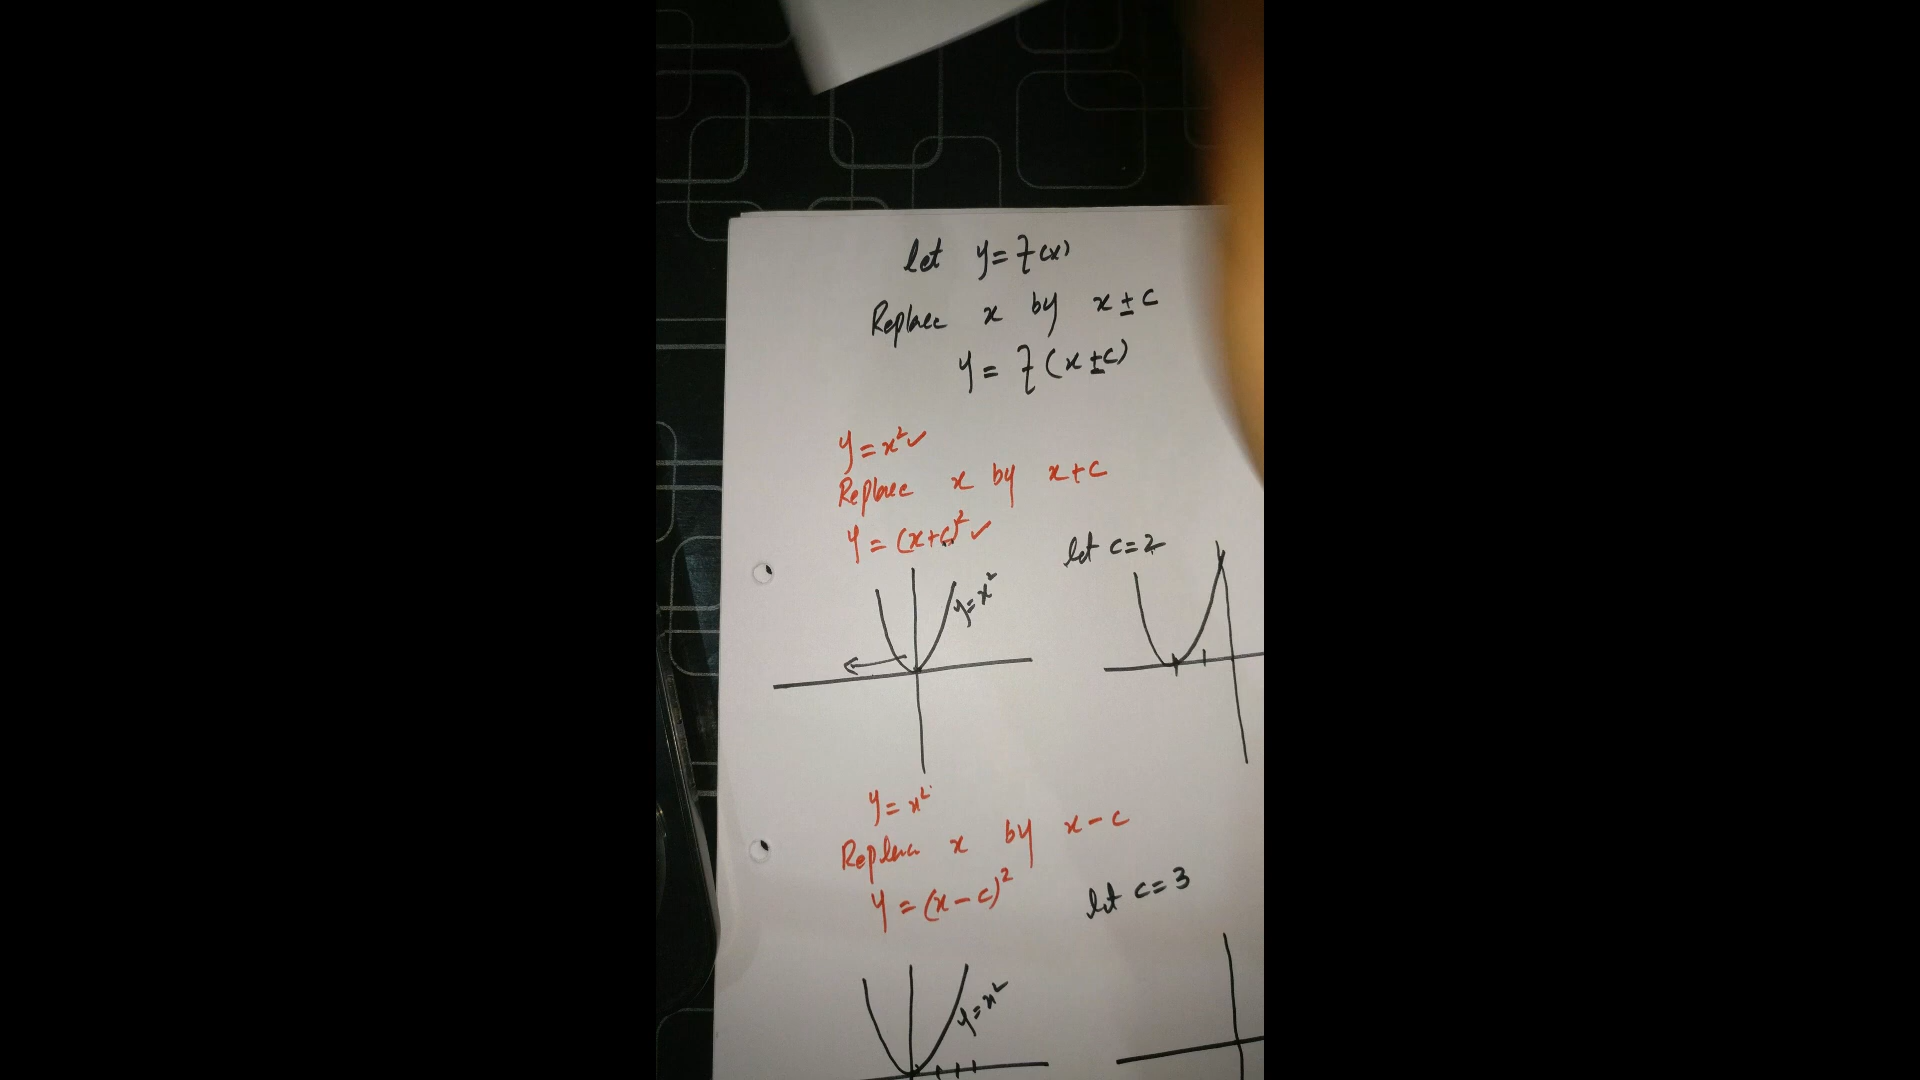 let y = f(x)
Replace x by x ± c
y = f(x ± c)
y = x² ✓
Replace x by x + c
y = (x + c)² ✓
let c = 2
y = x²
y = x²
Replace x by x - c
y = (x - c)²
let c = 3
y = x²